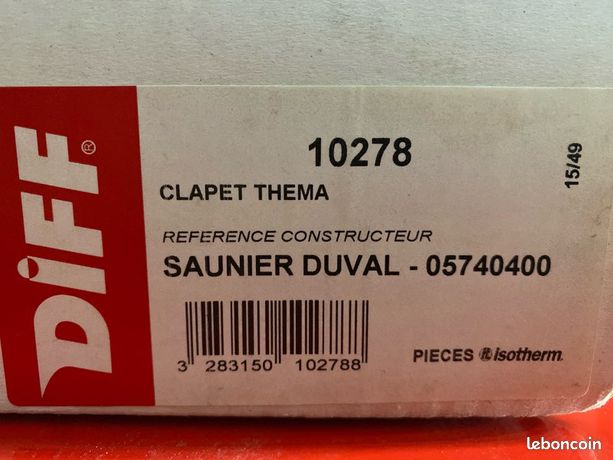 DiFF®
10278
15/49
CLAPET THEMA
REFERENCE CONSTRUCTEUR
SAUNIER DUVAL - 05740400
3 283150 102788
PIECES isotherm
leboncoin